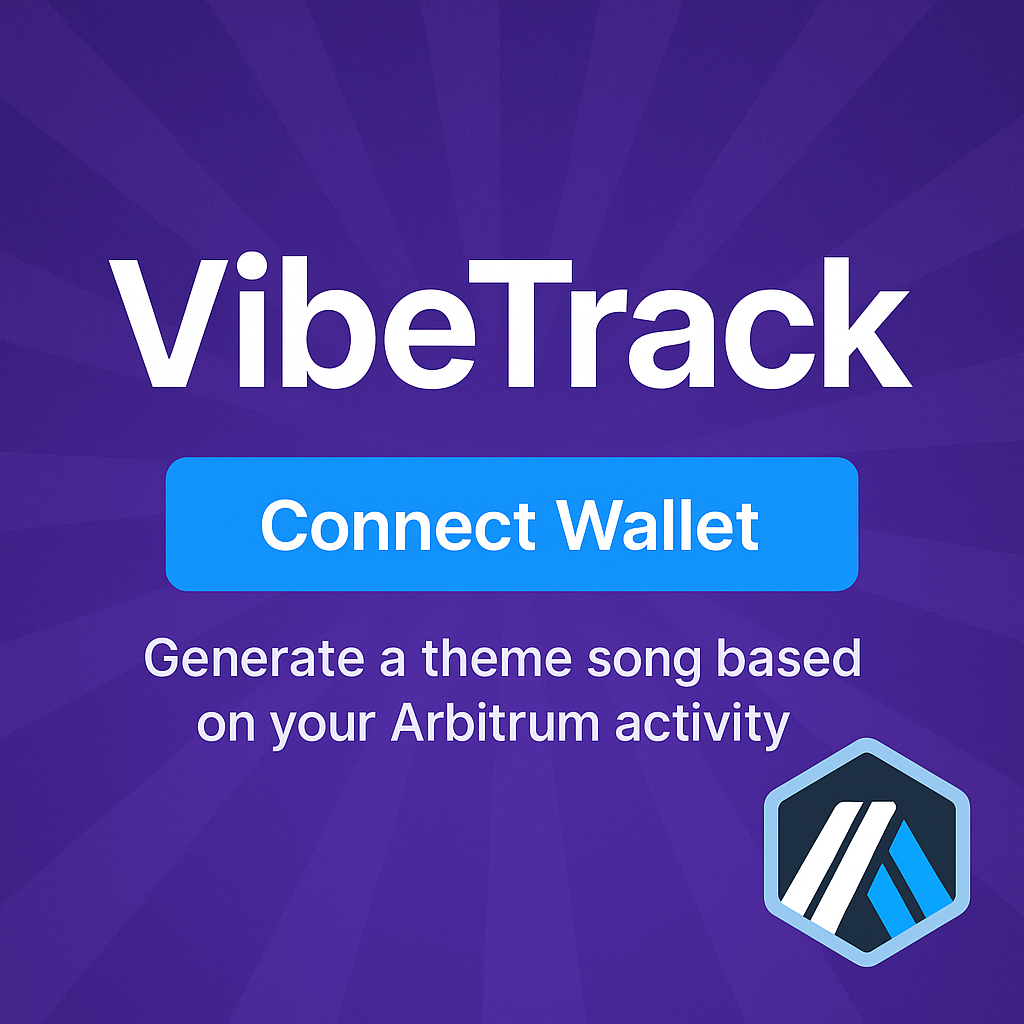 VibeTrack
Connect Wallet
Generate a theme song based
on your Arbitrum activity